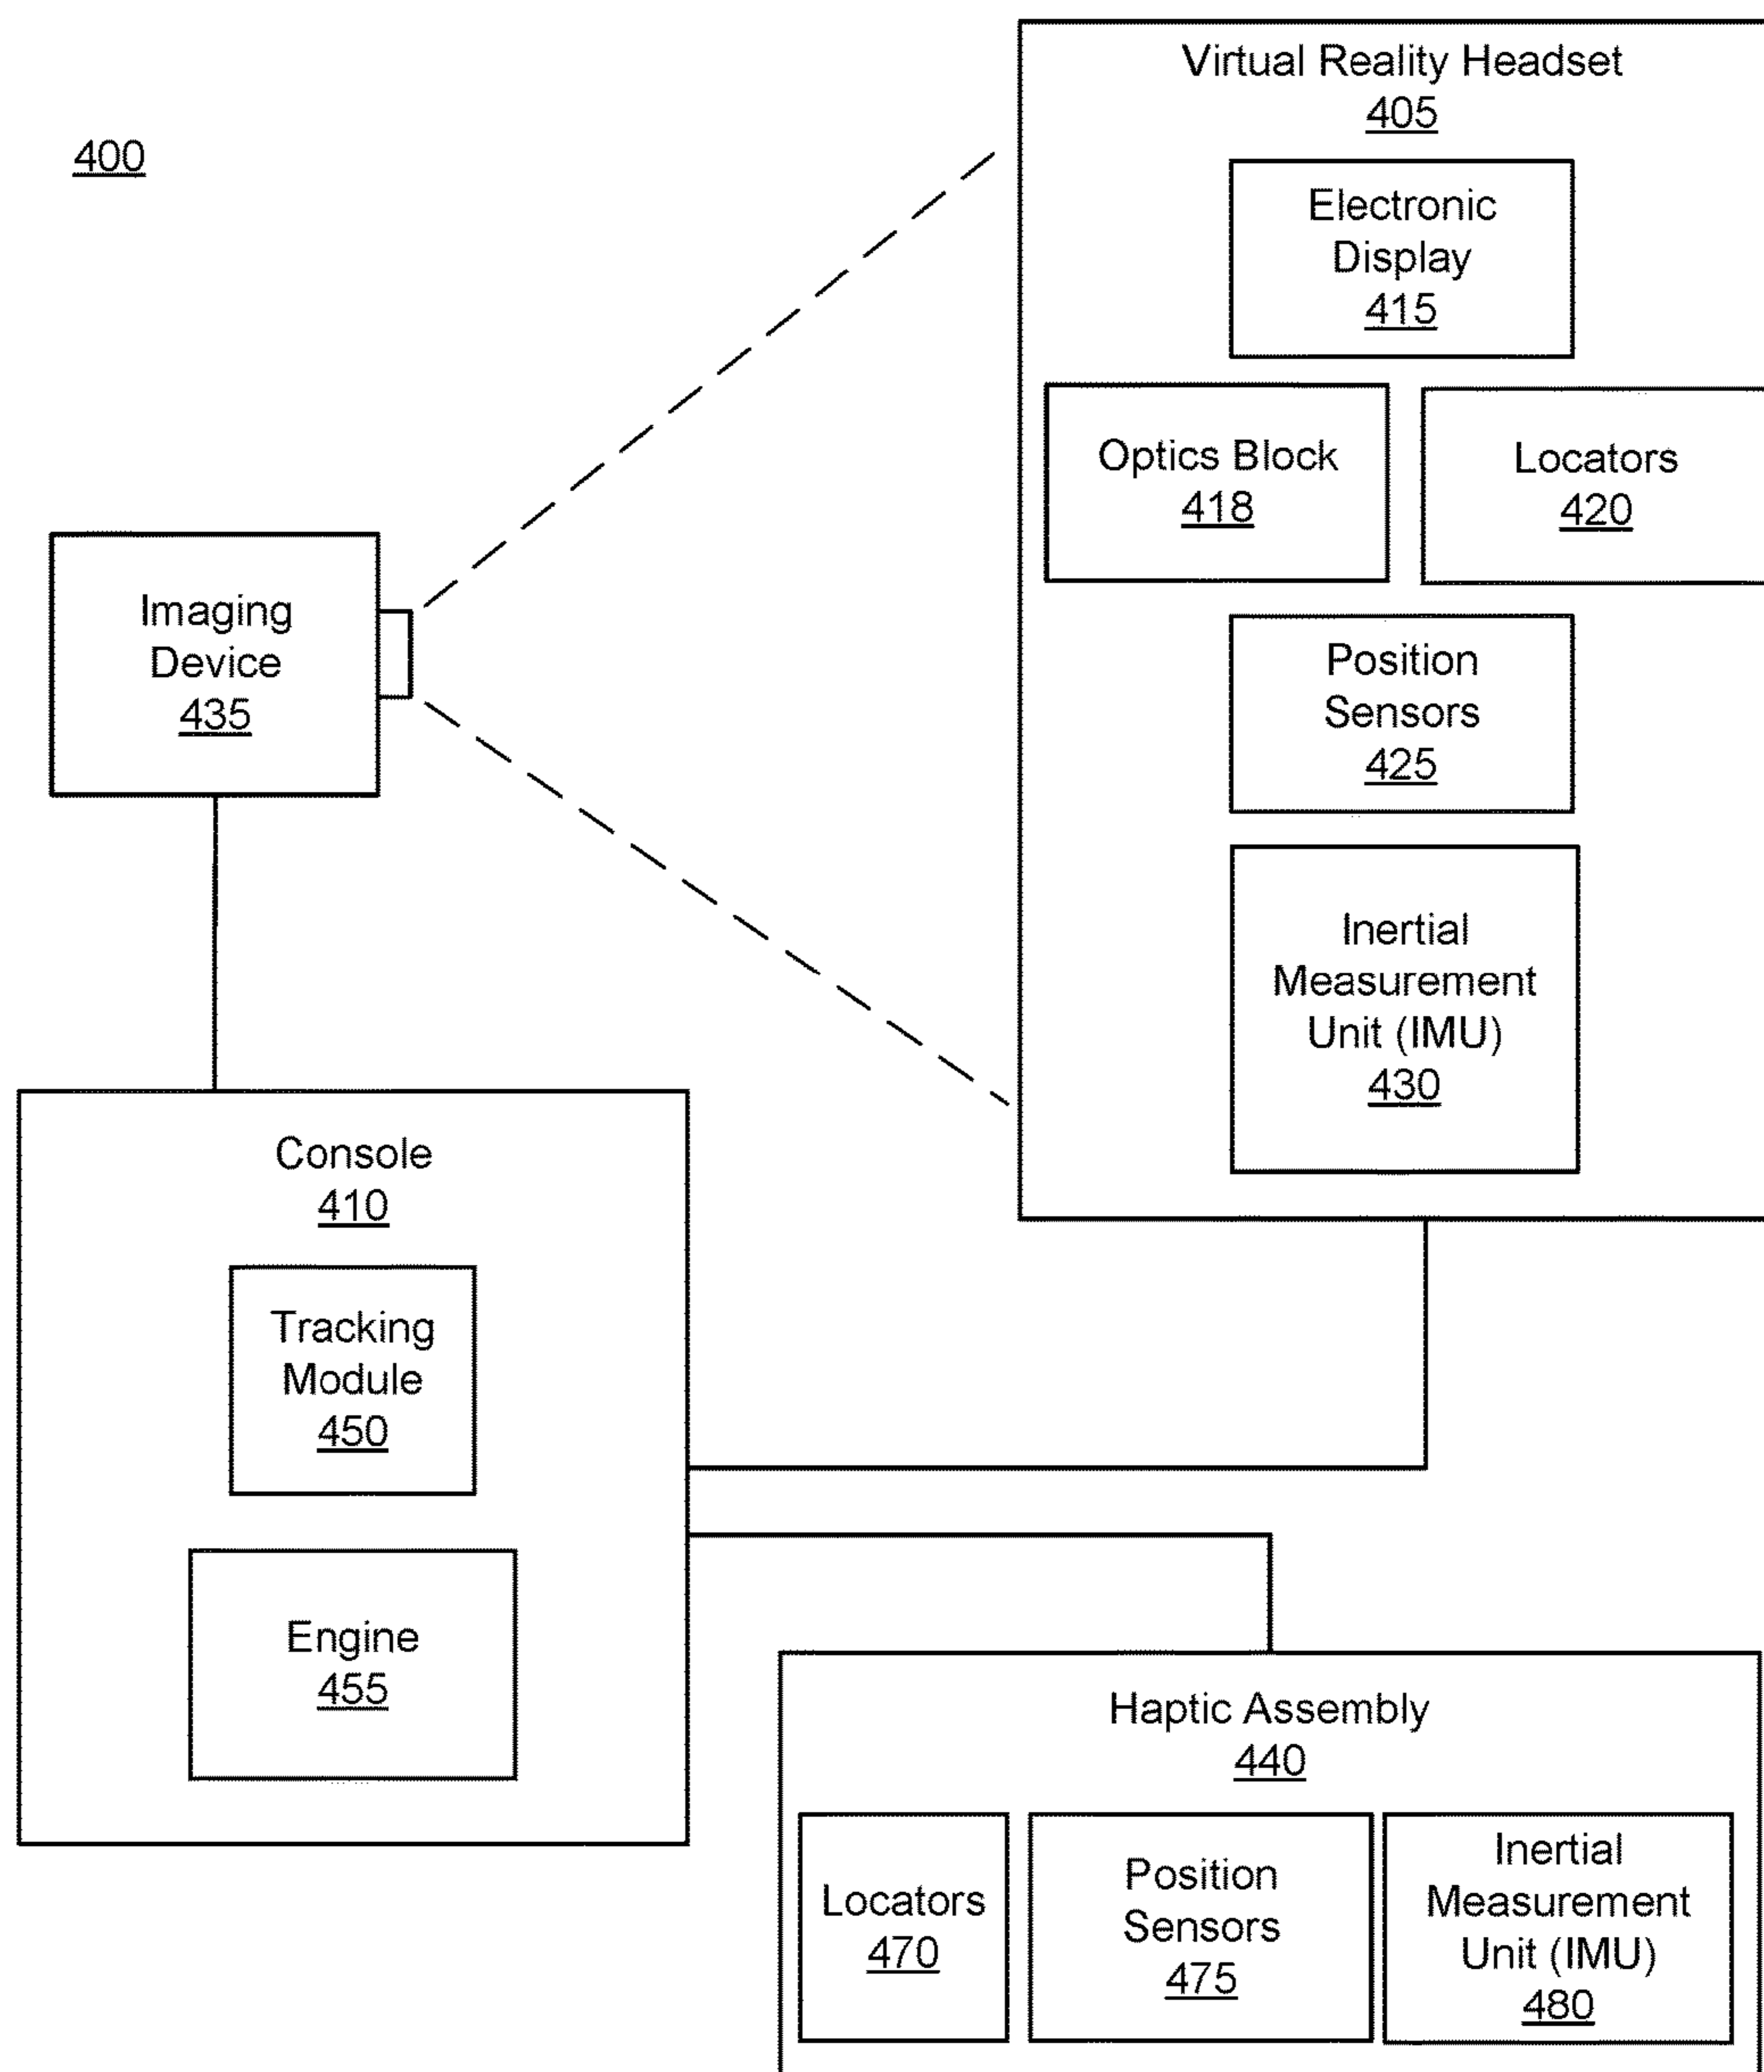 400
Virtual Reality Headset
405
Electronic
Display
415
Optics Block
418
Locators
420
Position
Sensors
425
Inertial
Measurement
Unit (IMU)
430
Imaging
Device
435
Console
410
Tracking
Module
450
Engine
455
Haptic Assembly
440
Locators
470
Position
Sensors
475
Inertial
Measurement
Unit (IMU)
480